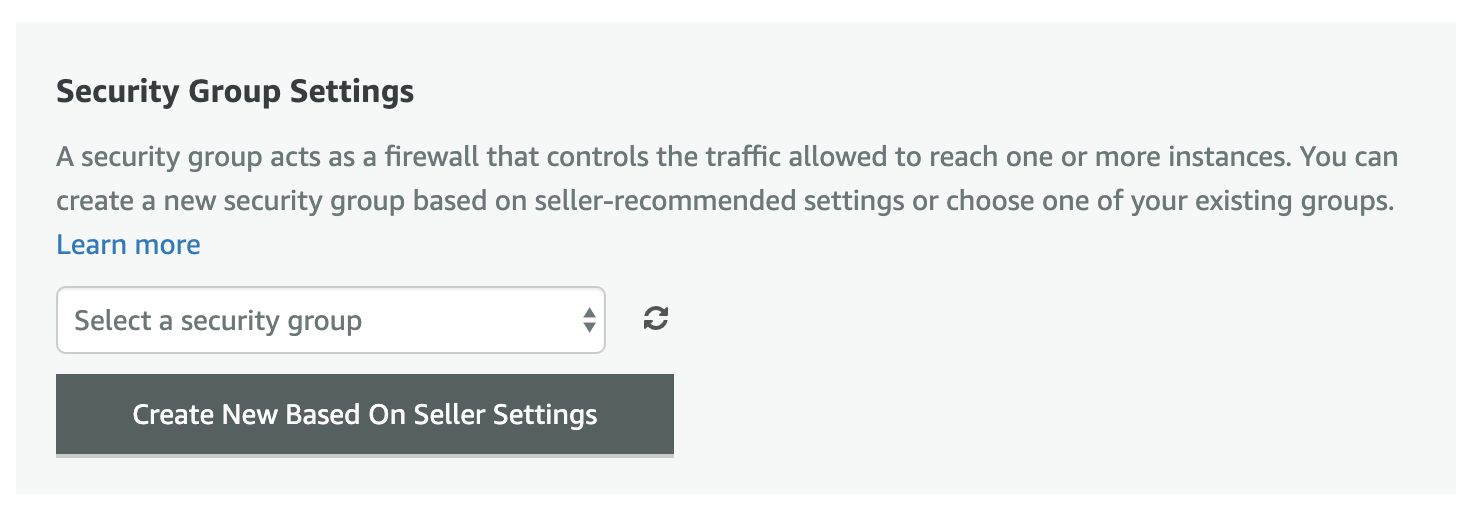 Security Group Settings
A security group acts as a firewall that controls the traffic allowed to reach one or more instances. You can
create a new security group based on seller-recommended settings or choose one of your existing groups.
Learn more
Select a security group
Create New Based On Seller Settings